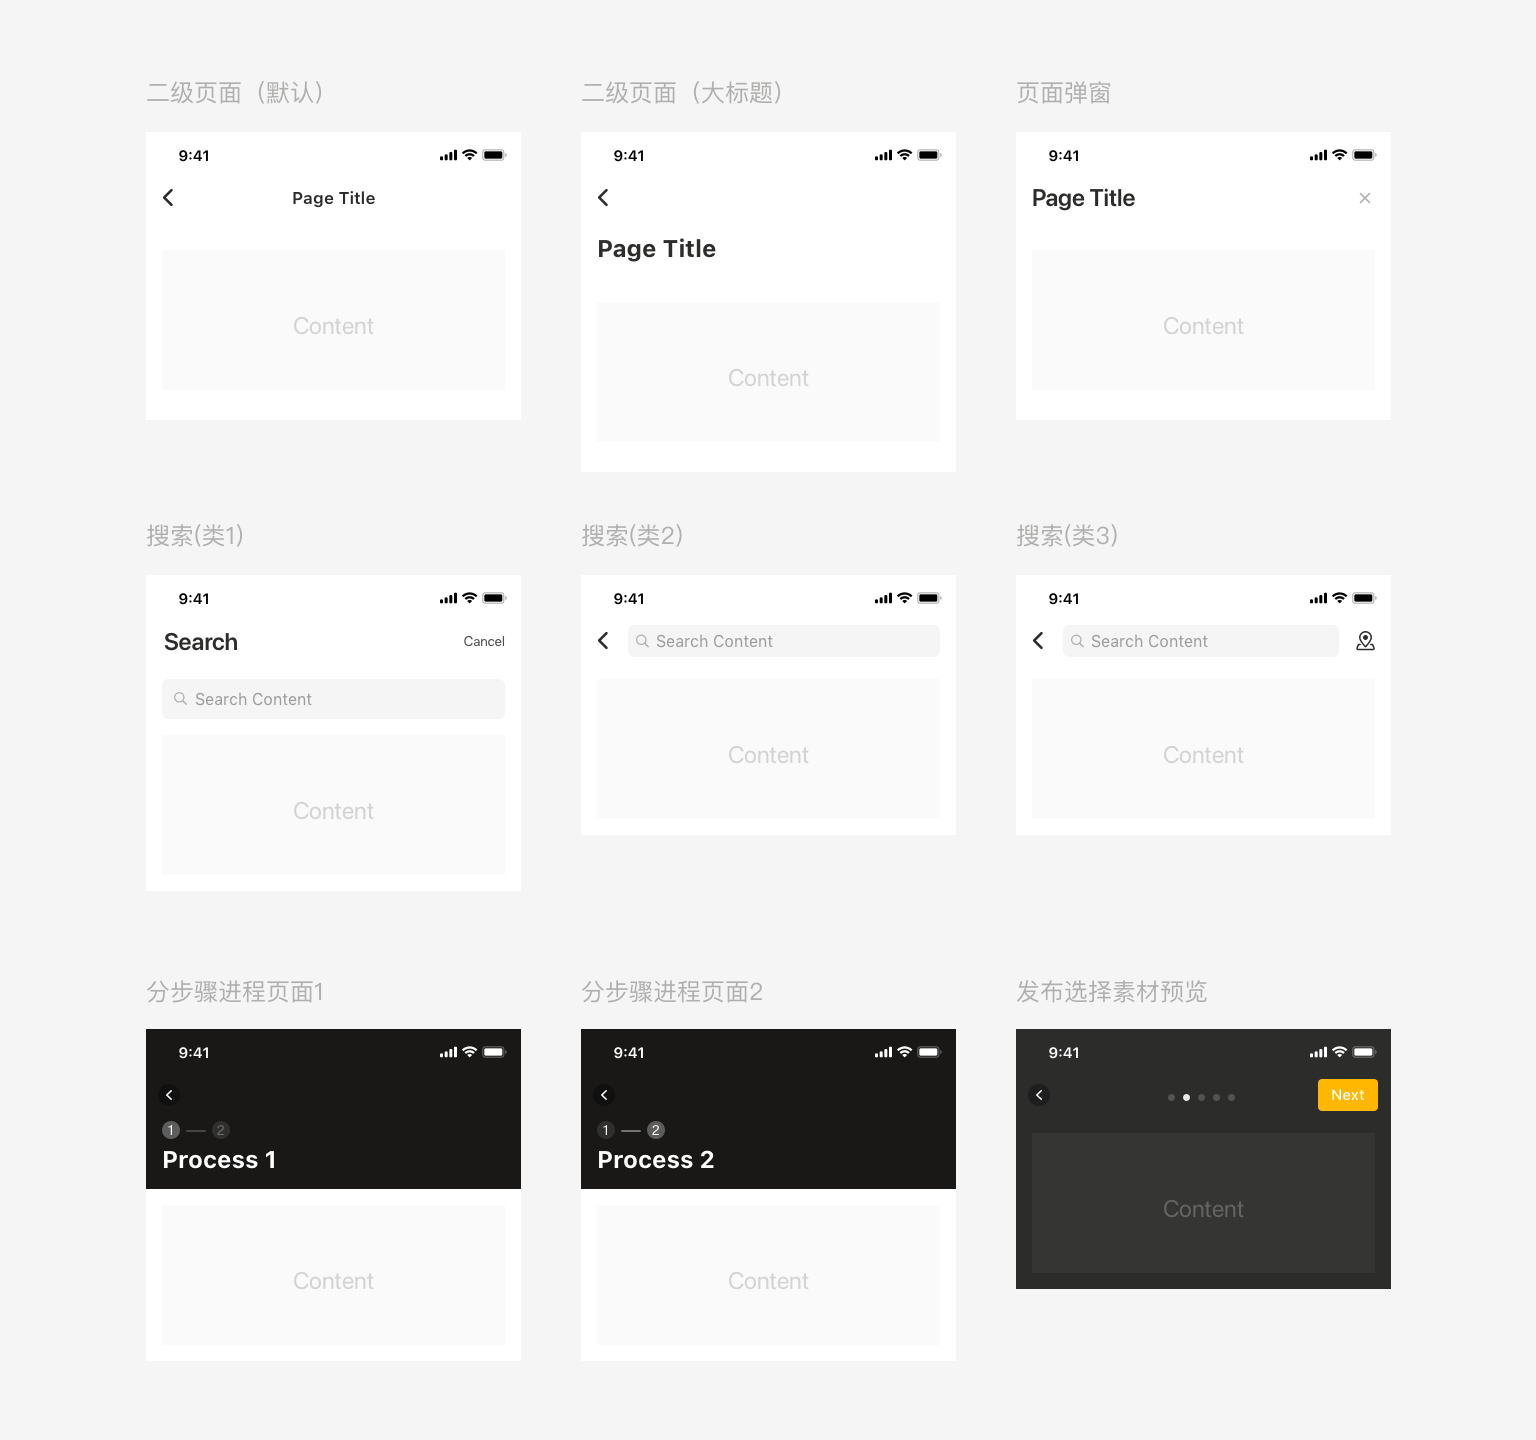 二级页面（默认）
9:41
Page Title
Content
二级页面（大标题）
9:41
Page Title
Content
页面弹窗
9:41
Page Title
Content
搜索(类1)
9:41
Search
Cancel
Search Content
Content
搜索(类2)
9:41
Search Content
Content
搜索(类3)
9:41
Search Content
Content
分步骤进程页面1
9:41
1 2
Process 1
Content
分步骤进程页面2
9:41
1 2
Process 2
Content
发布选择素材预览
9:41
Next
Content